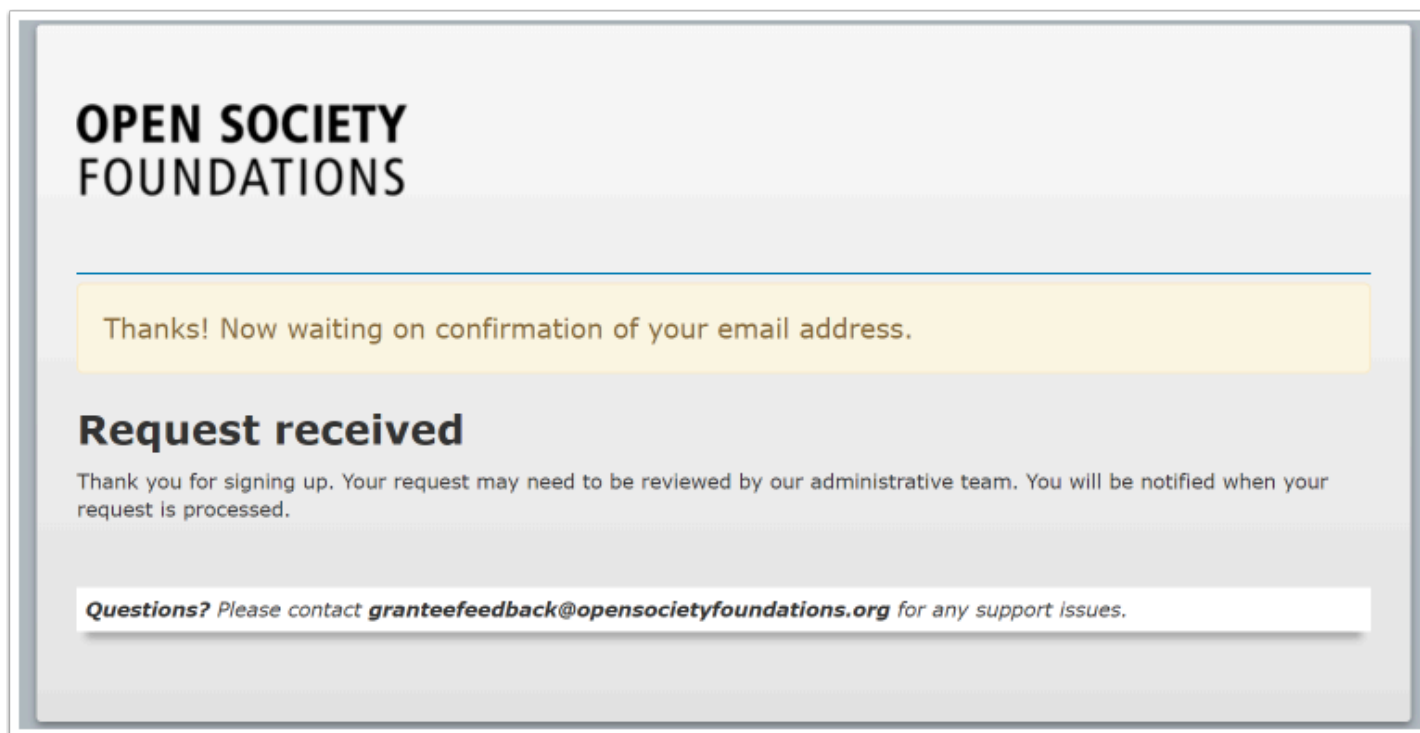 OPEN SOCIETY
FOUNDATIONS
Thanks! Now waiting on confirmation of your email address.
Request received
Thank you for signing up. Your request may need to be reviewed by our administrative team. You will be notified when your
request is processed.
Questions? Please contact granteefeedback@opensocietyfoundations.org for any support issues.